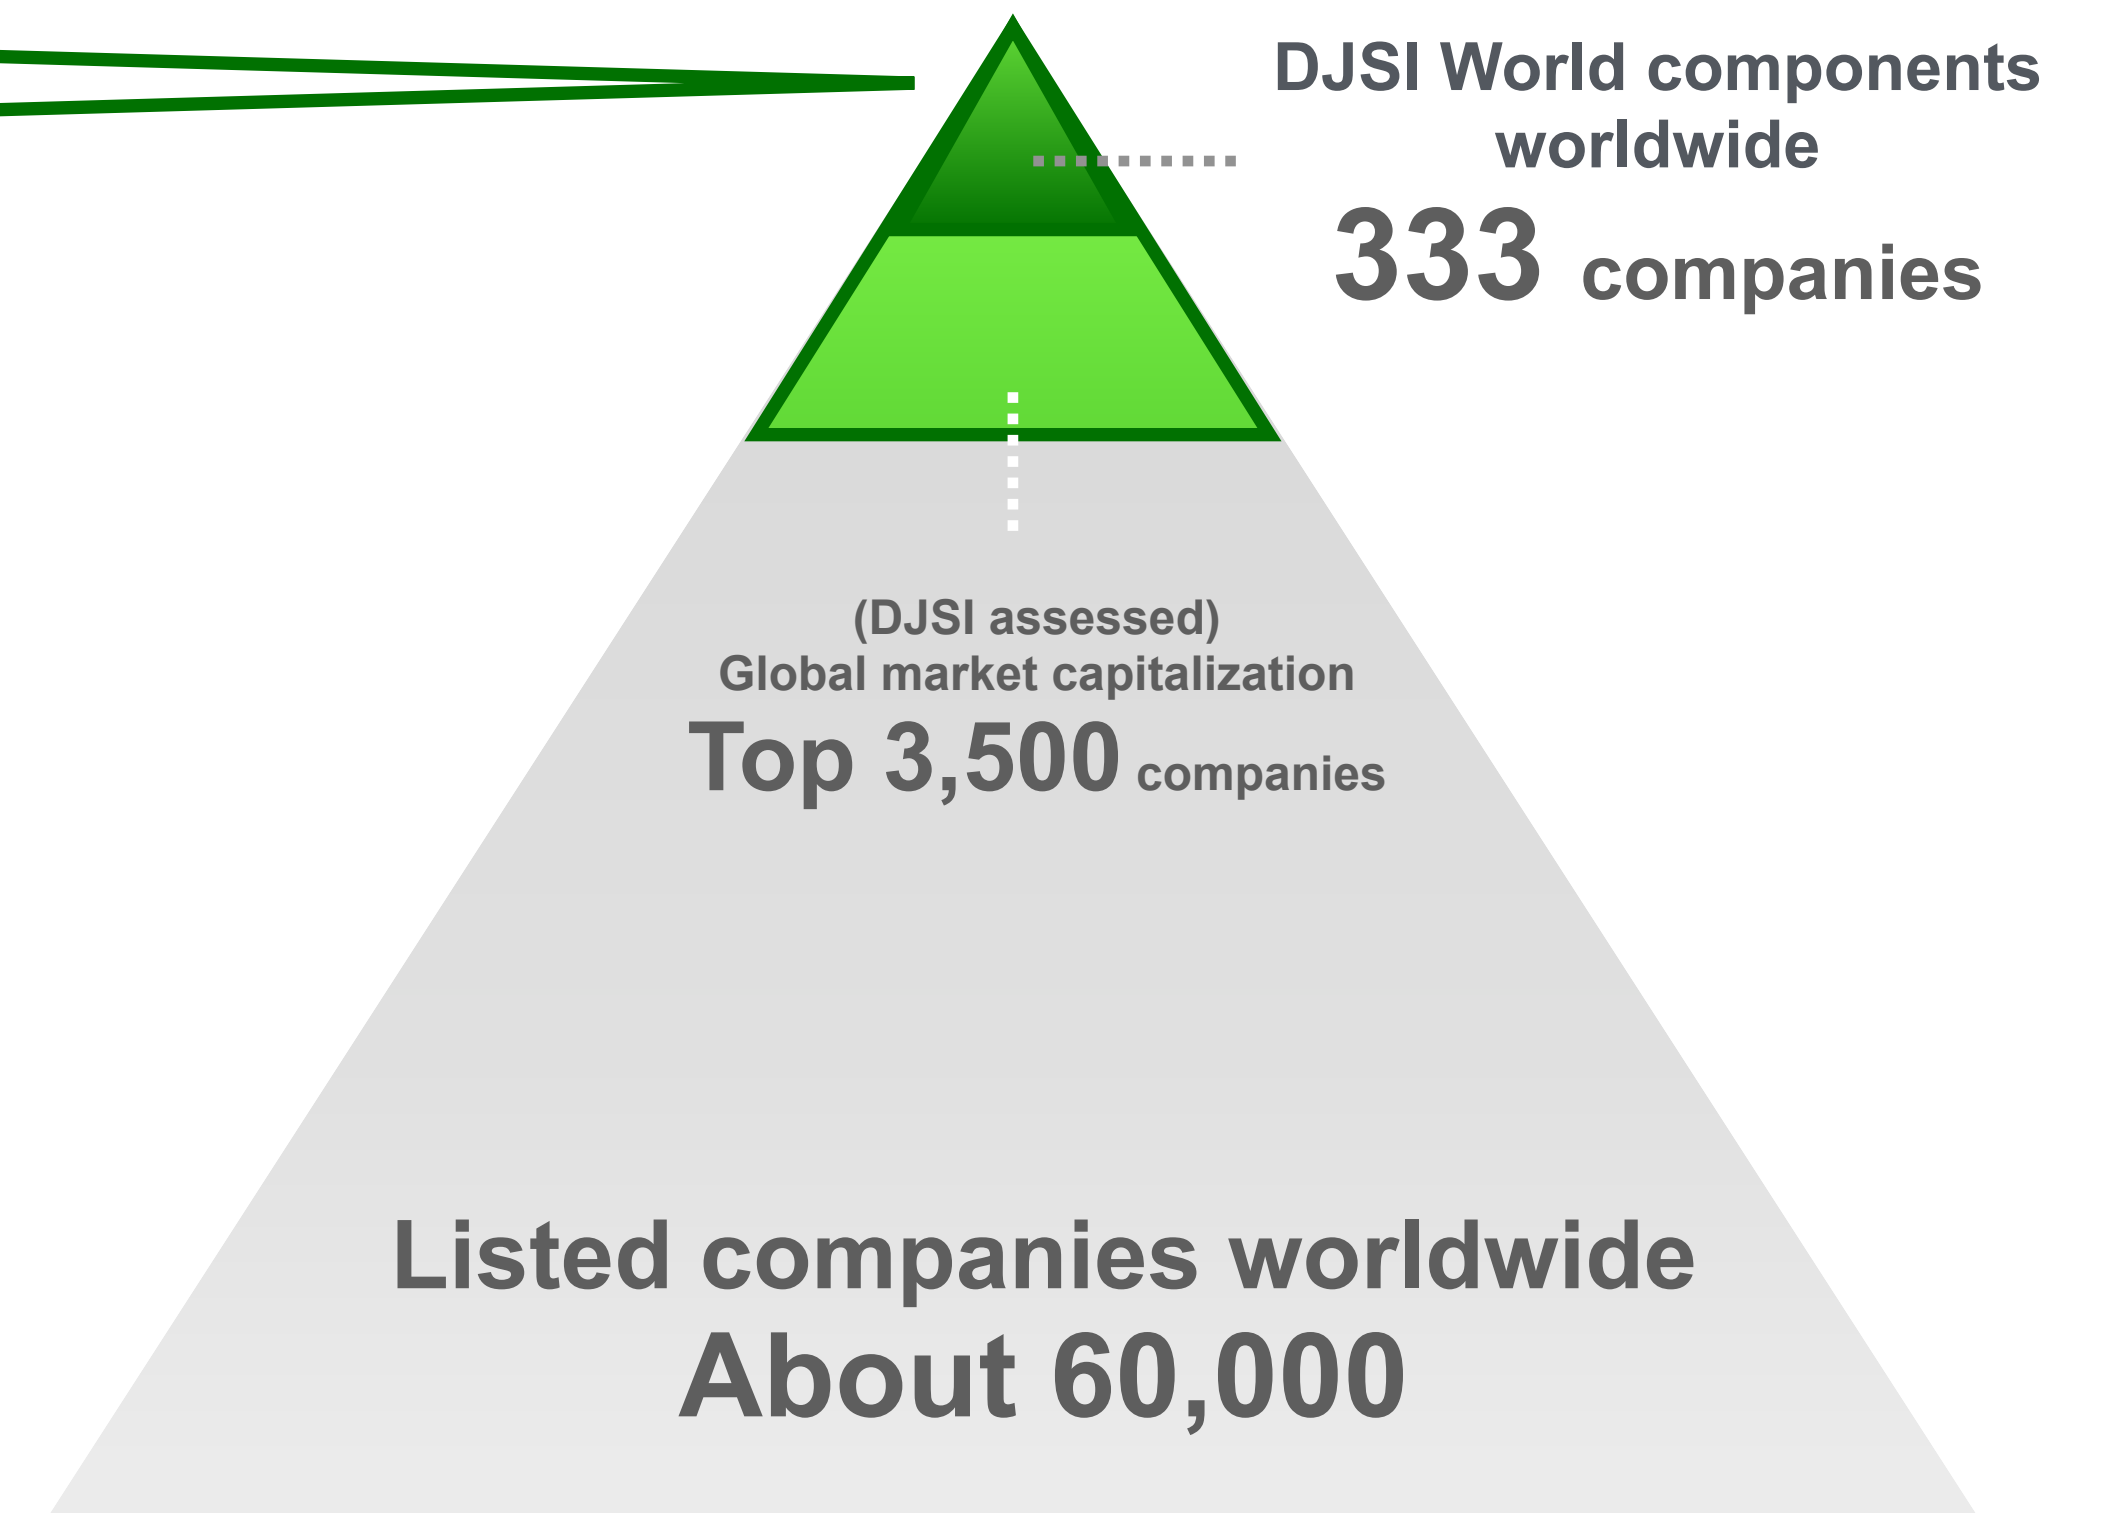 DJSI World components
worldwide
333 companies
(DJSI assessed)
Global market capitalization
Top 3,500 companies
Listed companies worldwide
About 60,000